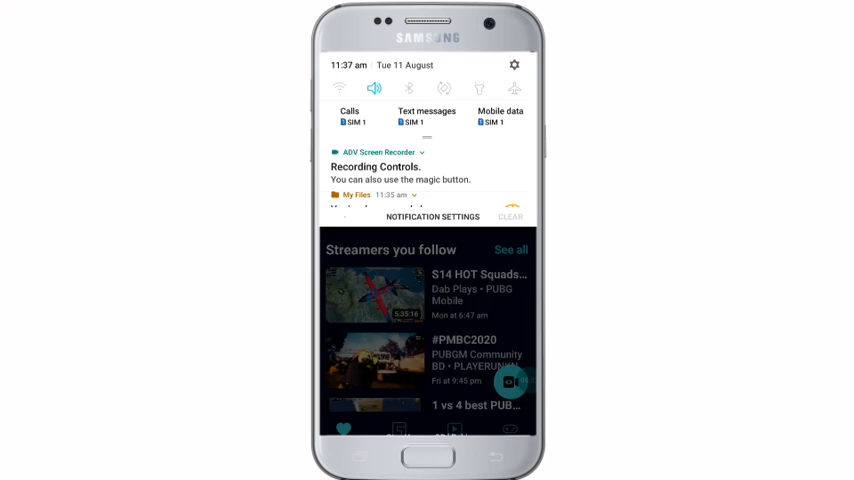 SAMSUNG
11:37 am | Tue 11 August
Calls
SIM 1
Text messages
SIM 1
Mobile data
SIM 1
ADV Screen Recorder
Recording Controls.
You can also use the magic button.
My Files 11:35 am
NOTIFICATION SETTINGS CLEAR
Streamers you follow See all
S14 HOT Squads...
Dab Plays • PUBG
Mobile
Mon at 6:47 am
5:35:16
#PMBC2020
PUBGM Community
BD • PLAYERUNKN...
Fri at 9:45 pm
1 vs 4 best PUB...